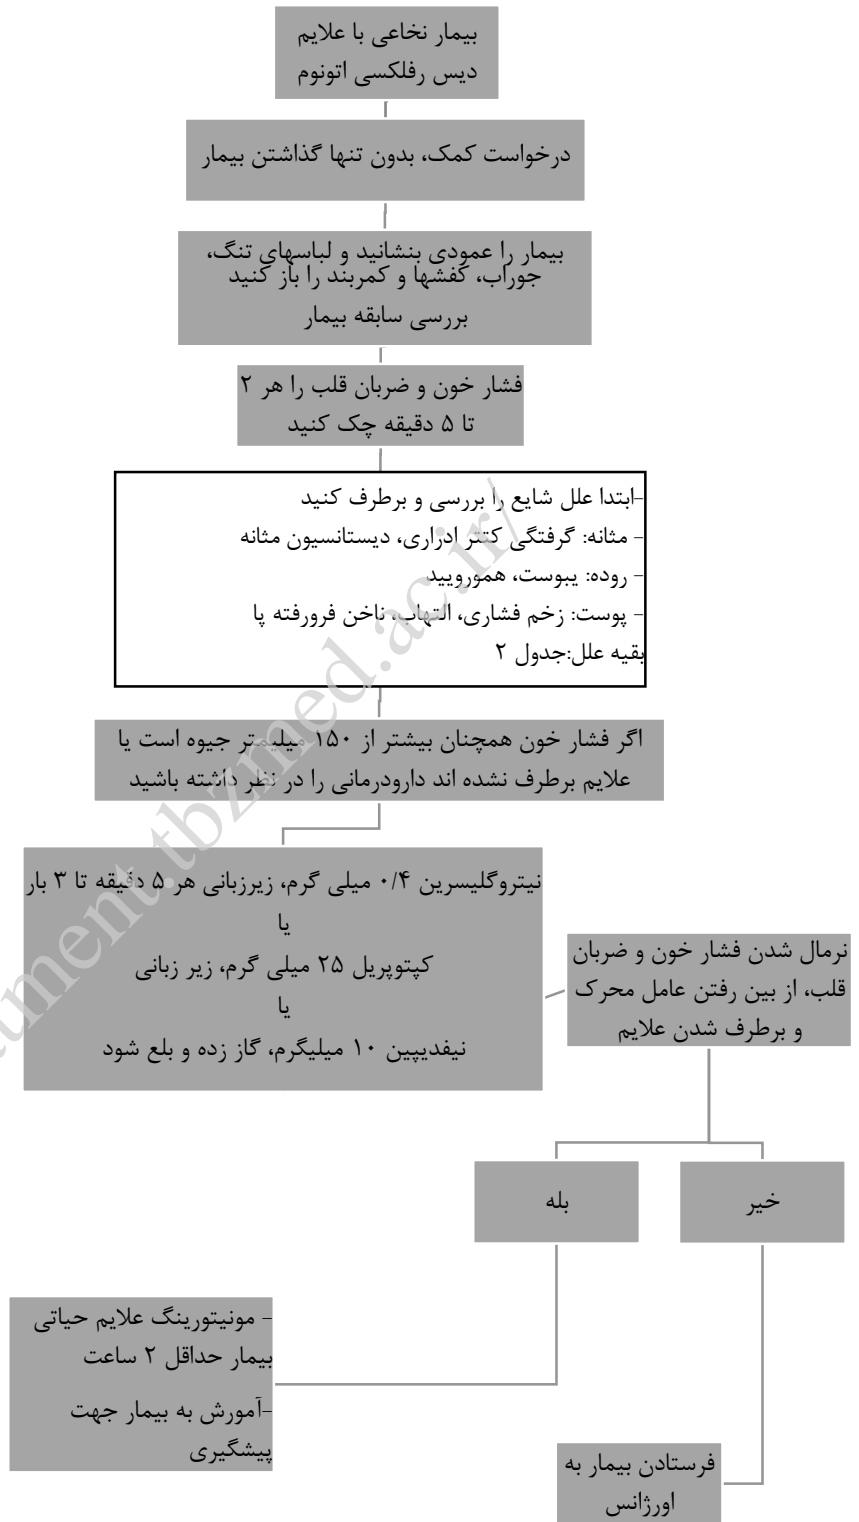 بیمار نخاعی با علایم
دیس رفلکسی اتونوم
درخواست کمک، بدون تنها گذاشتن بیمار
بیمار را عمودی بنشانید و لباسهای تنگ،
جوراب، کفشها و کمربند را باز کنید
بررسی سابقه بیمار
فشار خون و ضربان قلب را هر ۲
تا ۵ دقیقه چک کنید
-ابتدا علل شایع را بررسی و برطرف کنید
- مثانه: گرفتگی کتتر ادراری، دیستانسیون مثانه
- روده: یبوست، همورویید
- پوست: زخم فشاری، التهاب، ناخن فرورفته پا
بقیه علل:جدول ۲
اگر فشار خون همچنان بیشتر از ۱۵۰ میلیمتر جیوه است یا
علایم برطرف نشده اند دارودرمانی را در نظر داشته باشید
نیتروگلیسرین ۰/۴ میلی گرم، زیرزبانی هر ۵ دقیقه تا ۳ بار
یا
کپتوپریل ۲۵ میلی گرم، زیر زبانی
یا
نیفدیپین ۱۰ میلیگرم، گاز زده و بلع شود
نرمال شدن فشار خون و ضربان
قلب، از بین رفتن عامل محرک
و برطرف شدن علایم
خیر
بله
- مونیتورینگ علایم حیاتی
بیمار حداقل ۲ ساعت
-آمورش به بیمار جهت
پیشگیری
فرستادن بیمار به
اورژانس
ument.tbzmed.ac.ir/